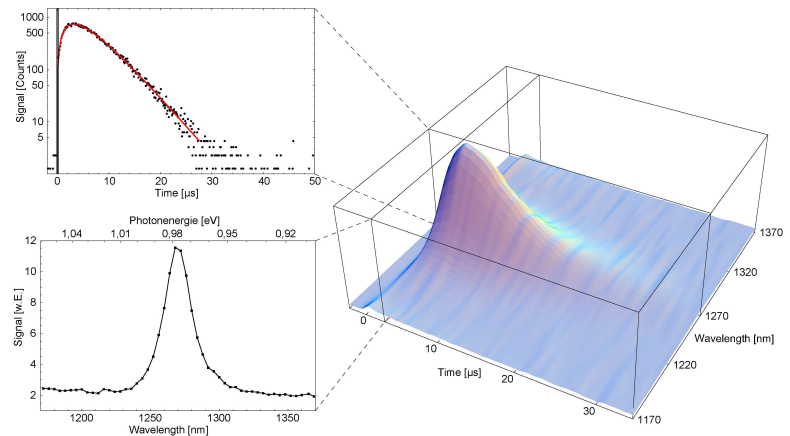 1000
500
100
50
10
5
Signal [Counts]
0 10 20 30 40 50
Time [µs]
Photonenergie [eV]
1,04 1,01 0,98 0,95 0,92
12
10
8
6
4
2
Signal [w.E.]
1200 1250 1300 1350
Wavelength [nm]
0 10 20 30
Time [µs]
1370
1320
1270
1220
1170
Wavelength [nm]